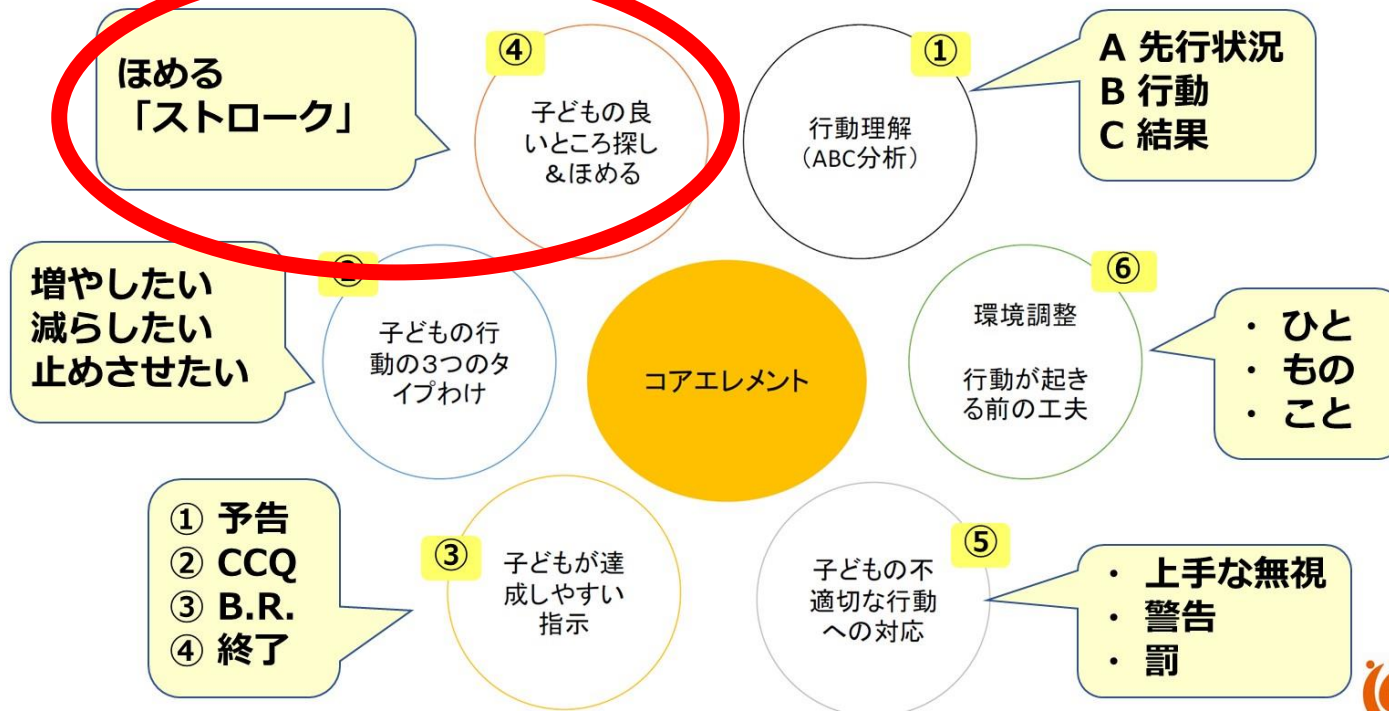 ほめる
「ストローク」
④
子どもの良
いところ探し
&ほめる
①
行動理解
(ABC分析)
A 先行状況
B 行動
C 結果
増やしたい
減らしたい
止めさせたい
②
子どもの行
動の3つのタ
イプわけ
コアエレメント
⑥
環境調整
行動が起き
る前の工夫
・ ひと
・ もの
・ こと
① 予告
② CCQ
③ B.R.
④ 終了
③
子どもが達
成しやすい
指示
⑤
子どもの不
適切な行動
への対応
・ 上手な無視
・ 警告
・ 罰